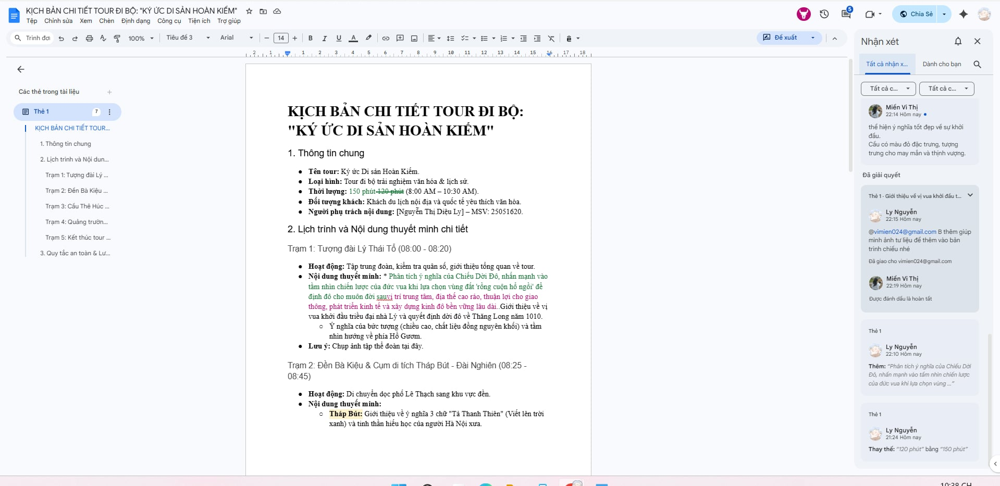 KỊCH BẢN CHI TIẾT TOUR ĐI BỘ: "KÝ ỨC DI SẢN HOÀN KIẾM"
Tệp Chỉnh sửa Xem Chèn Định dạng Công cụ Tiện ích Trợ giúp
5
Chia Sẻ
Trình đơ
100%
Tiêu đề 3
Arial
14
Đề xuất
2 1 1 2 3 4 5 6 7 8 9 10 11 12 13 14 15 16 17 18
Các thẻ trong tài liệu
Thẻ 1 7
KỊCH BẢN CHI TIẾT TOUR...
1. Thông tin chung
2. Lịch trình và Nội dun...
Trạm 1: Tượng đài Lý ...
Trạm 2: Đền Bà Kiệu ...
Trạm 3: Cầu Thê Húc ...
Trạm 4: Quảng trườn...
Trạm 5: Kết thúc tour ...
3. Quy tắc an toàn & Lư...
KỊCH BẢN CHI TIẾT TOUR ĐI BỘ:
"KÝ ỨC DI SẢN HOÀN KIẾM"
1. Thông tin chung
● Tên tour: Ký ức Di sản Hoàn Kiếm.
● Loại hình: Tour đi bộ trải nghiệm văn hóa & lịch sử.
● Thời lượng: 150 phút 120 phút (8:00 AM – 10:30 AM).
● Đối tượng khách: Khách du lịch nội địa và quốc tế yêu thích văn hóa.
● Người phụ trách nội dung: [Nguyễn Thị Diệu Ly] – MSV: 25051620.
2. Lịch trình và Nội dung thuyết minh chi tiết
Trạm 1: Tượng đài Lý Thái Tổ (08:00 - 08:20)
● Hoạt động: Tập trung đoàn, kiểm tra quân số, giới thiệu tổng quan về tour.
● Nội dung thuyết minh: * Phân tích ý nghĩa của Chiếu Dời Đô, nhấn mạnh vào
tầm nhìn chiến lược của đức vua khi lựa chọn vùng đất 'rồng cuộn hổ ngồi' để
định đô cho muôn đời sauvị trí trung tâm, địa thế cao ráo, thuận lợi cho giao
thông, phát triển kinh tế và xây dựng kinh đô bền vững lâu dài..Giới thiệu về vị
vua khởi đầu triều đại nhà Lý và quyết định dời đô về Thăng Long năm 1010.
○ Ý nghĩa của bức tượng (chiều cao, chất liệu đồng nguyên khối) và tầm
nhìn hướng về phía Hồ Gươm.
● Lưu ý: Chụp ảnh tập thể đoàn tại đây.
Trạm 2: Đền Bà Kiệu & Cụm di tích Tháp Bút - Đài Nghiên (08:25 -
08:45)
● Hoạt động: Di chuyển dọc phố Lê Thạch sang khu vực đền.
● Nội dung thuyết minh:
○ Tháp Bút: Giới thiệu về ý nghĩa 3 chữ "Tả Thanh Thiên" (Viết lên trời
xanh) và tinh thần hiếu học của người Hà Nội xưa.
Nhận xét
Tất cả nhận x... Dành cho bạn
Tất cả c... Tất cả c...
Miến Vi Thị
22:14 Hôm nay
thể hiện ý nghĩa tốt đẹp về sự khởi
đầu.
Cầu có màu đỏ đặc trưng, tượng
trưng cho may mắn và thịnh vượng.
Đã giải quyết
Thẻ 1 · Giới thiệu về vị vua khởi đầu t...
Ly Nguyễn
22:15 Hôm nay
@vimien024@gmail.com B thêm giúp
mình ảnh tư liệu để thêm vào bản
trình chiếu nhé
Đã giao cho vimien024@gmail.com
Miến Vi Thị
22:19 Hôm nay
Được đánh dấu là hoàn tất
Thẻ 1
Ly Nguyễn
22:10 Hôm nay
Thêm: “Phân tích ý nghĩa của Chiếu Dời
Đô, nhấn mạnh vào tầm nhìn chiến lược
của đức vua khi lựa chọn vùng ...”
Thẻ 1
Ly Nguyễn
21:24 Hôm nay
Thay thế: “120 phút” bằng “150 phút”
10:38 CH